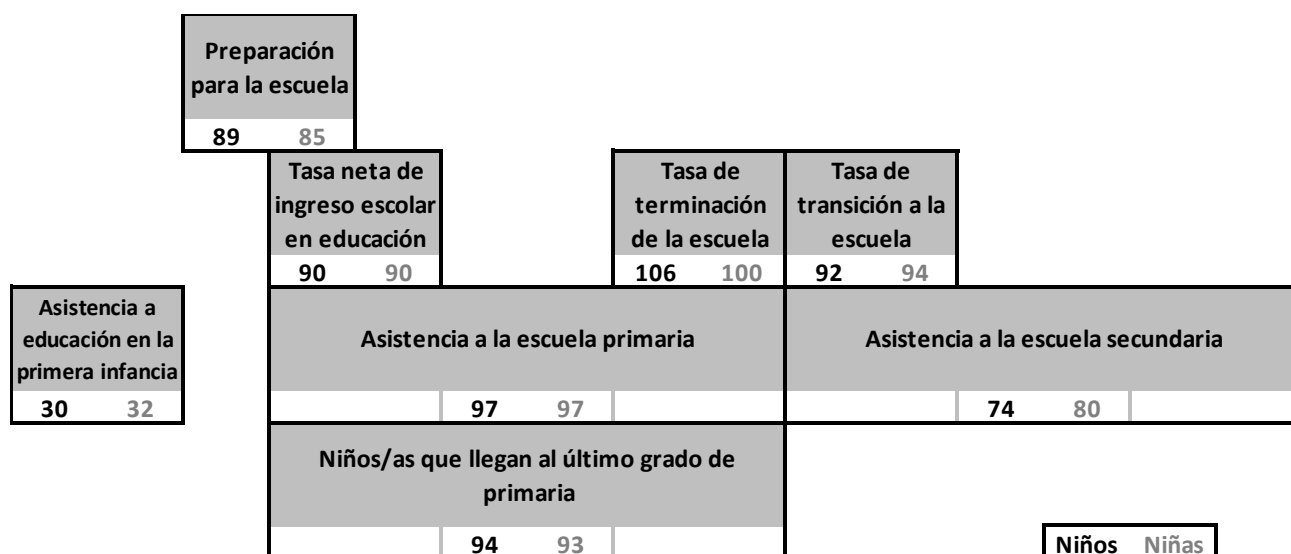 Preparación
para la escuela
89 85
Tasa neta de
ingreso escolar
en educación
90 90
Tasa de
terminación
de la escuela
106 100
Tasa de
transición a la
escuela
92 94
Asistencia a
educación en la
primera infancia
30 32
Asistencia a la escuela primaria
97 97
Asistencia a la escuela secundaria
74 80
Niños/as que llegan al último grado de
primaria
94 93
Niños Niñas